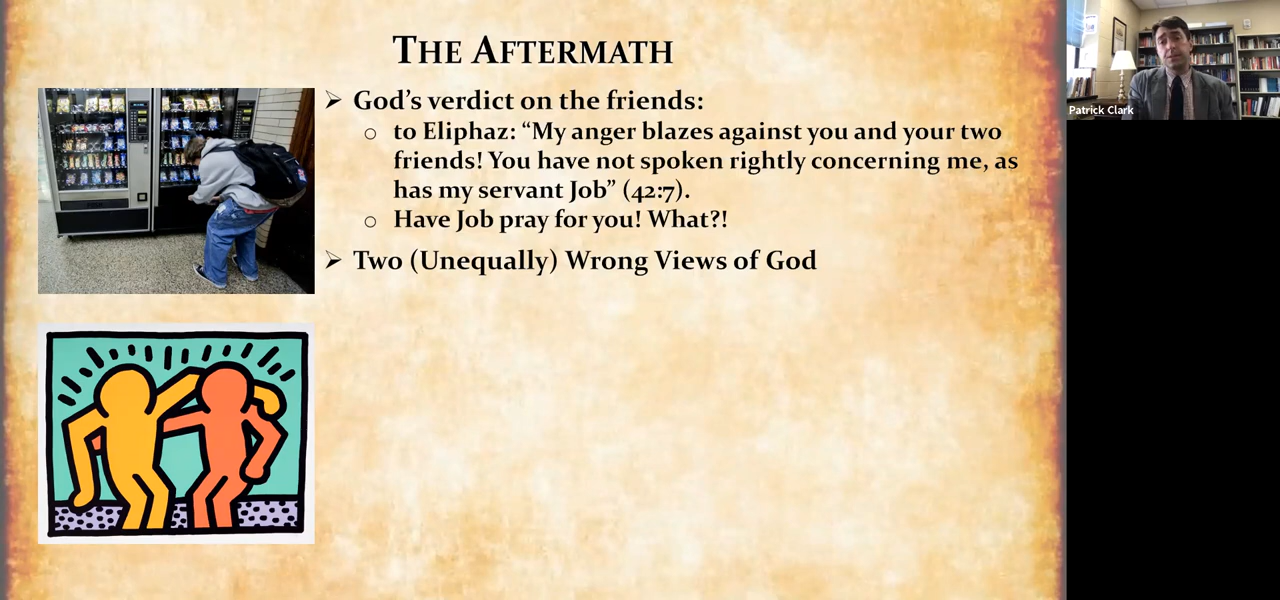 THE AFTERMATH
➢ God’s verdict on the friends:
o to Eliphaz: “My anger blazes against you and your two
friends! You have not spoken rightly concerning me, as
has my servant Job” (42:7).
o Have Job pray for you! What?!
➢ Two (Unequally) Wrong Views of God
Patrick Clark